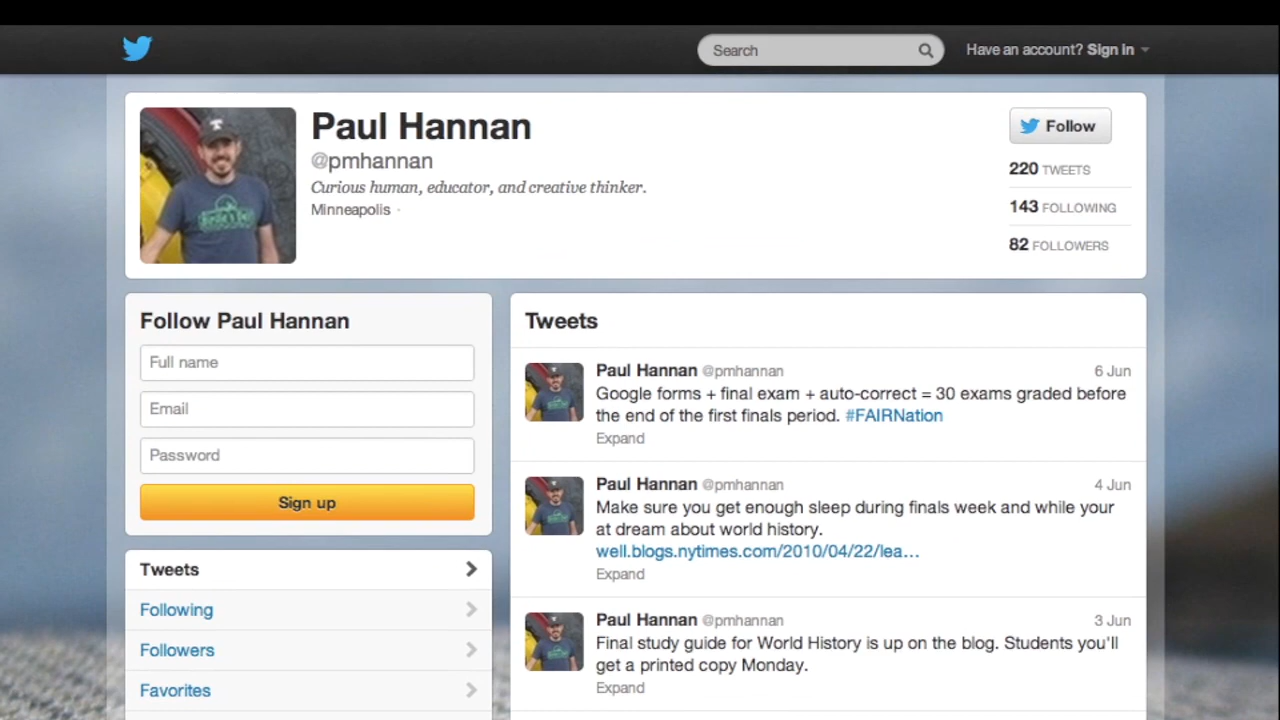 Search
Have an account? Sign in
Paul Hannan
@pmhannan
Curious human, educator, and creative thinker.
Minneapolis
Follow
220 TWEETS
143 FOLLOWING
82 FOLLOWERS
Follow Paul Hannan
Full name
Email
Password
Sign up
Tweets
Following
Followers
Favorites
Tweets
Paul Hannan @pmhannan 6 Jun
Google forms + final exam + auto-correct = 30 exams graded before
the end of the first finals period. #FAIRNation
Expand
Paul Hannan @pmhannan 4 Jun
Make sure you get enough sleep during finals week and while your
at dream about world history.
well.blogs.nytimes.com/2010/04/22/lea…
Expand
Paul Hannan @pmhannan 3 Jun
Final study guide for World History is up on the blog. Students you'll
get a printed copy Monday.
Expand